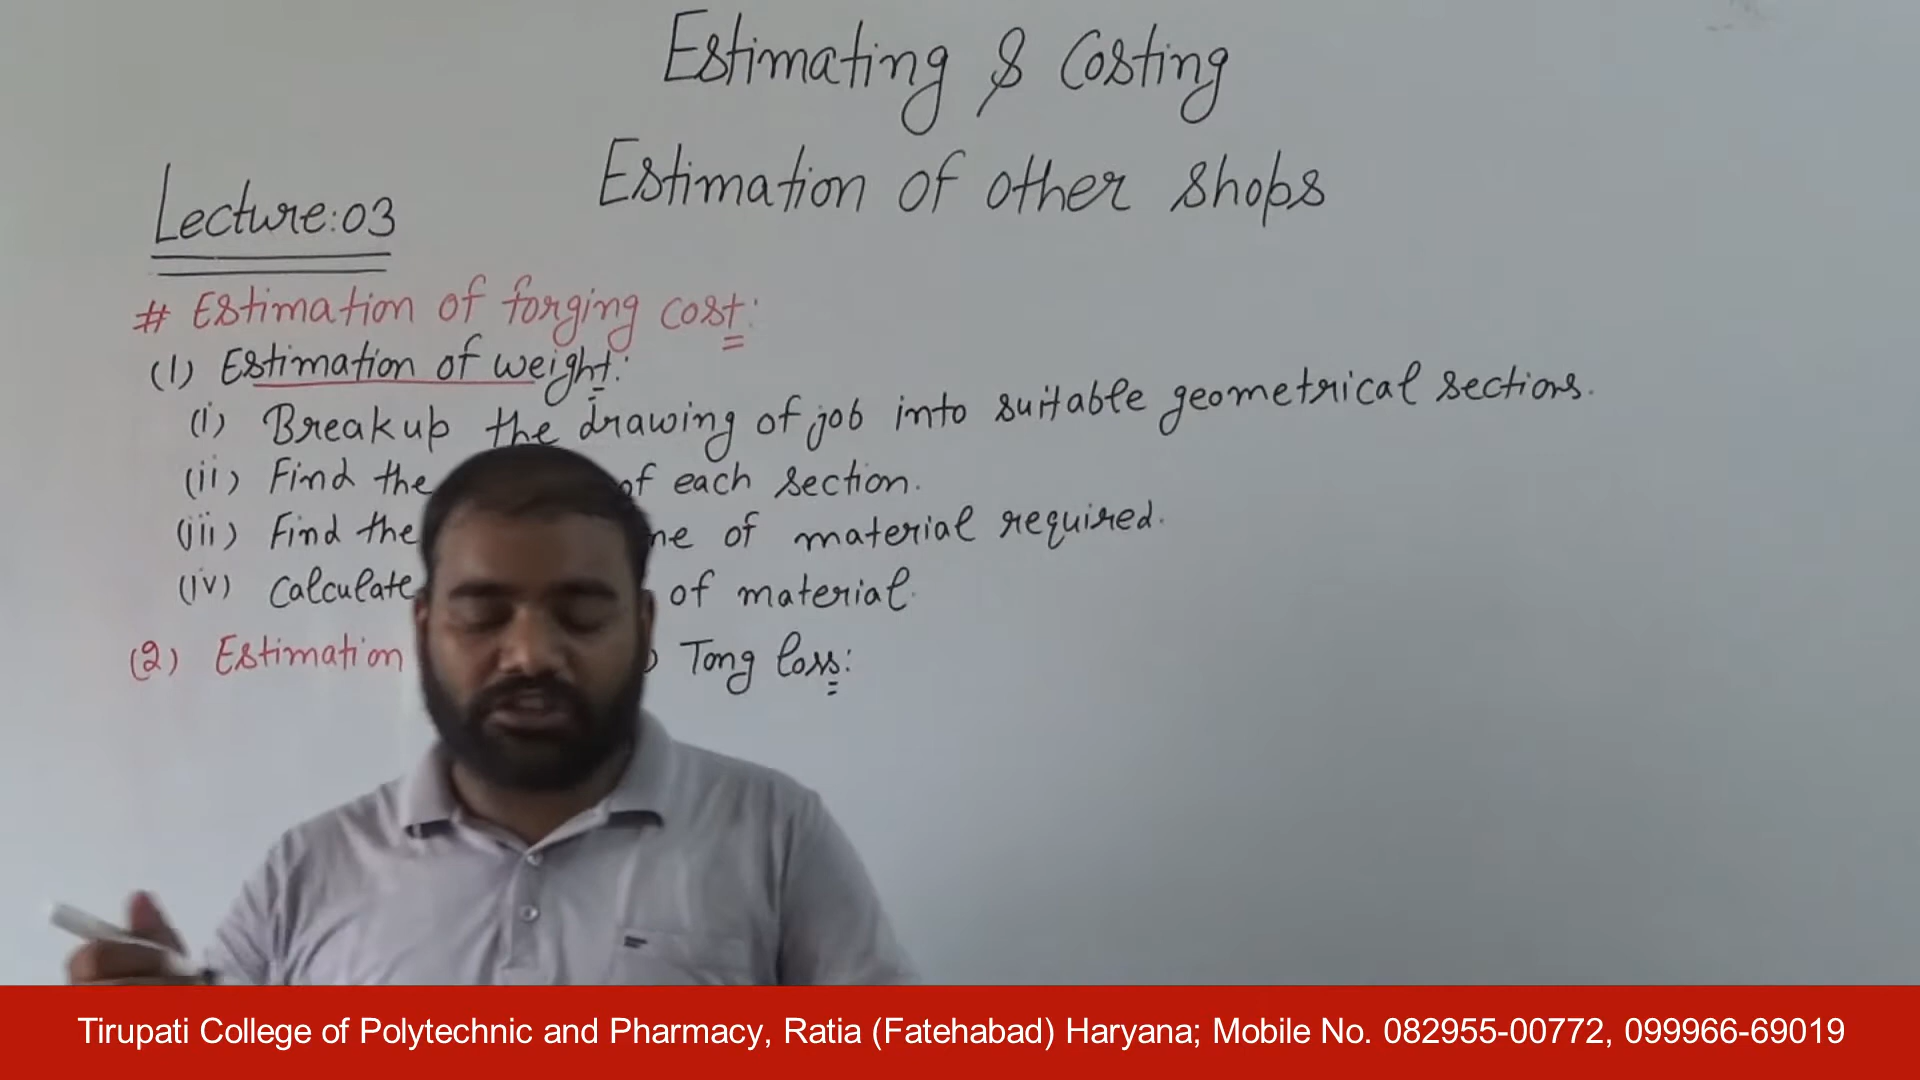 Estimating & Costing
Estimation of other shops
Lecture:03
# Estimation of forging cost:
(1) Estimation of weight:
(i) Breakup the drawing of job into suitable geometrical sections.
(ii) Find the of each section.
(iii) Find the of material required.
(iv) Calculate of material.
(2) Estimation Tong loss:
Tirupati College of Polytechnic and Pharmacy, Ratia (Fatehabad) Haryana; Mobile No. 082955-00772, 099966-69019